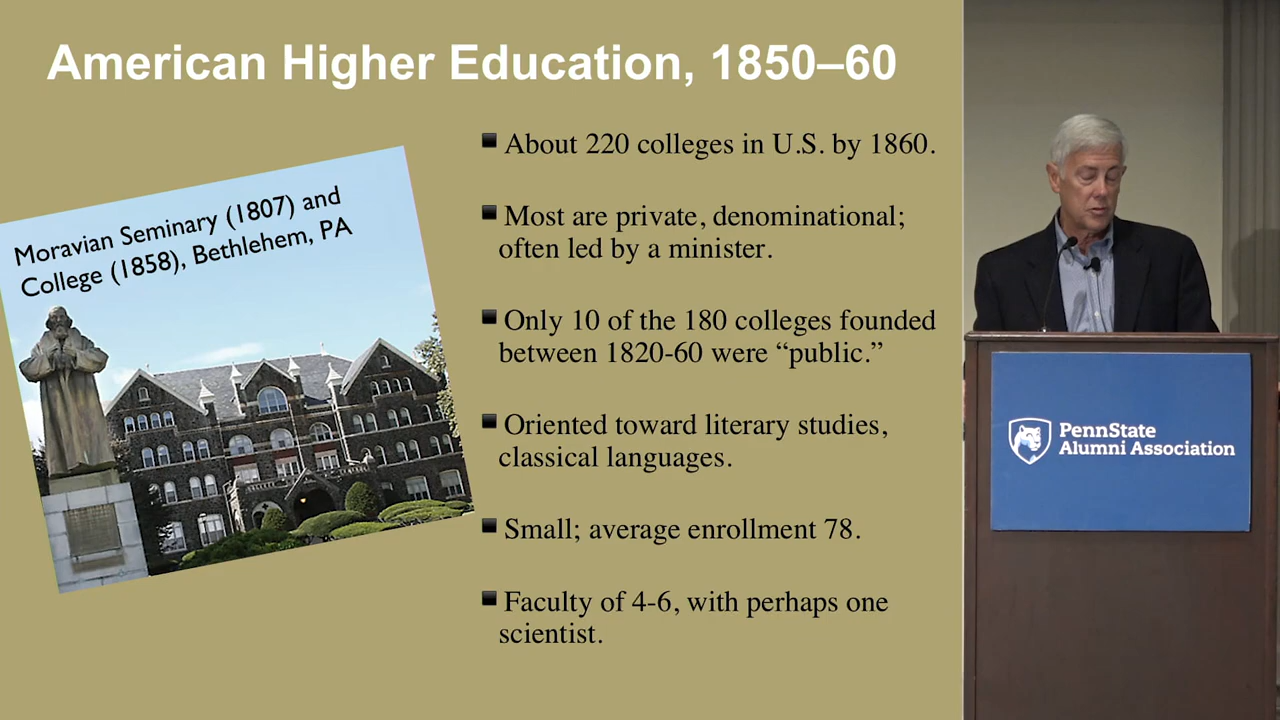 American Higher Education, 1850–60
Moravian Seminary (1807) and
College (1858), Bethlehem, PA
About 220 colleges in U.S. by 1860.
Most are private, denominational;
often led by a minister.
Only 10 of the 180 colleges founded
between 1820-60 were “public.”
Oriented toward literary studies,
classical languages.
Small; average enrollment 78.
Faculty of 4-6, with perhaps one
scientist.
PennState
Alumni Association